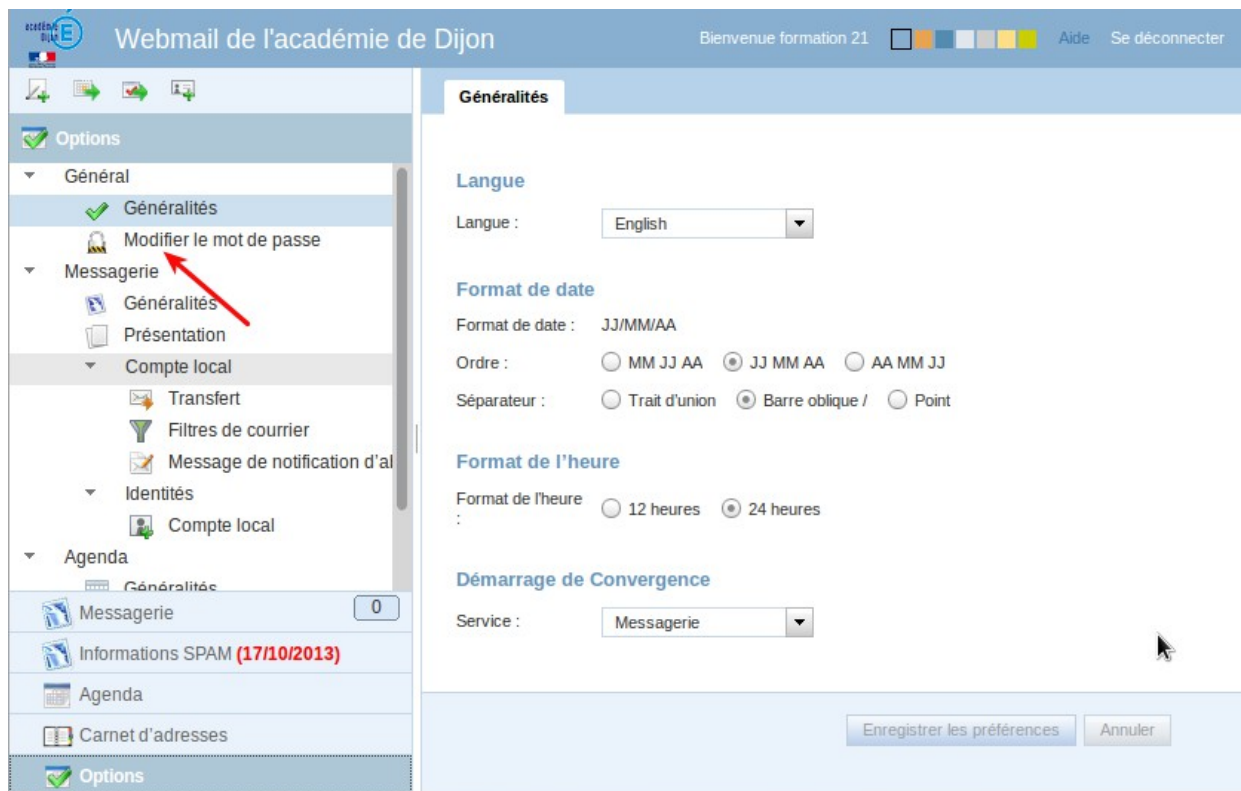 académie
Dijon
Webmail de l'académie de Dijon
Bienvenue formation 21
Aide
Se déconnecter
Options
Général
Généralités
Modifier le mot de passe
Messagerie
Généralités
Présentation
Compte local
Transfert
Filtres de courrier
Message de notification d'al
Identités
Compte local
Agenda
Généralités
Messagerie
0
Informations SPAM (17/10/2013)
Agenda
Carnet d'adresses
Options
Généralités
Langue
Langue : English
Format de date
Format de date : JJ/MM/AA
Ordre : MM JJ AA JJ MM AA AA MM JJ
Séparateur : Trait d'union Barre oblique / Point
Format de l'heure
Format de l'heure
: 12 heures 24 heures
Démarrage de Convergence
Service : Messagerie
Enregistrer les préférences Annuler